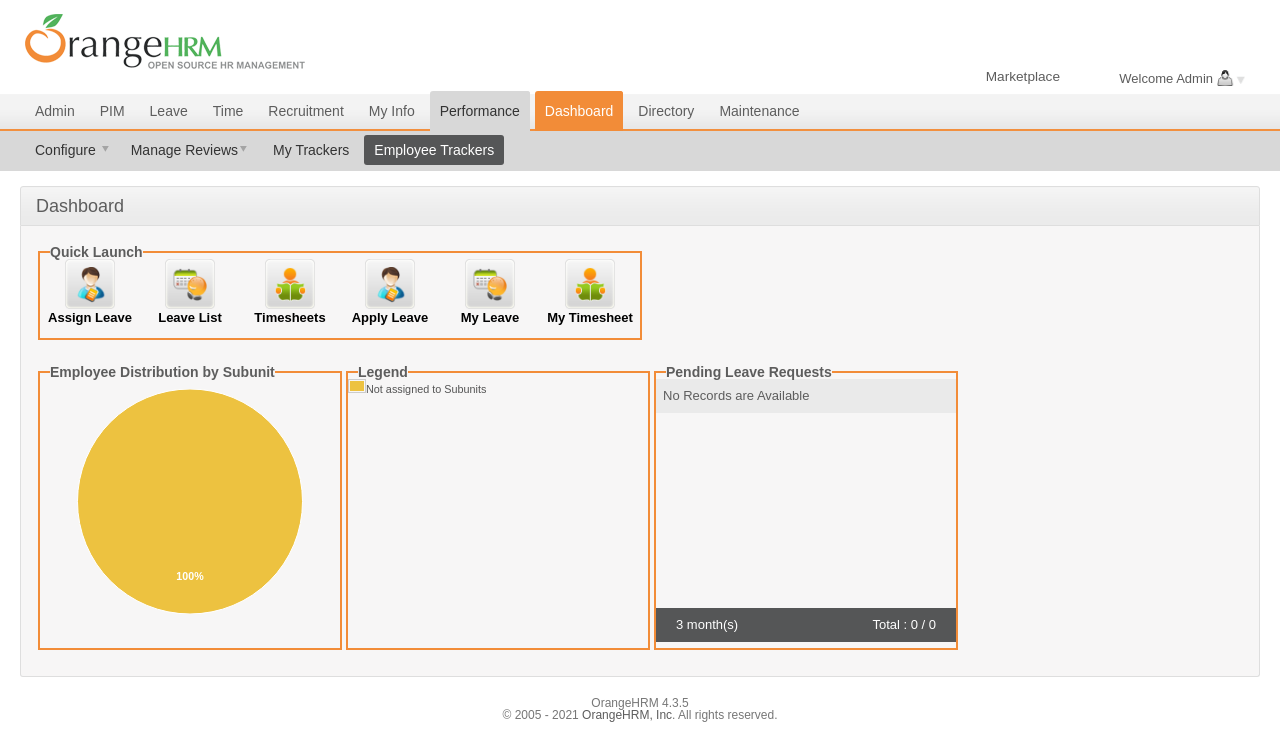 OrangeHRM
OPEN SOURCE HR MANAGEMENT
Marketplace
Welcome Admin
Admin PIM Leave Time Recruitment My Info Performance Dashboard Directory Maintenance
Configure Manage Reviews My Trackers Employee Trackers
Dashboard
Quick Launch
Assign Leave Leave List Timesheets Apply Leave My Leave My Timesheet
Employee Distribution by Subunit
100%
Legend
Not assigned to Subunits
Pending Leave Requests
No Records are Available
3 month(s) Total : 0 / 0
OrangeHRM 4.3.5
© 2005 - 2021 OrangeHRM, Inc. All rights reserved.